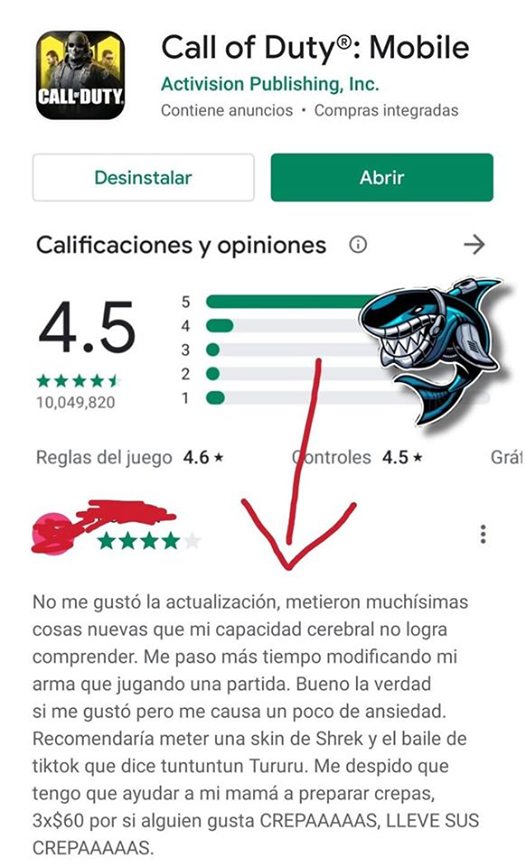 CALL OF DUTY
Call of Duty®: Mobile
Activision Publishing, Inc.
Contiene anuncios • Compras integradas
Desinstalar
Abrir
Calificaciones y opiniones
4.5
10,049,820
5
4
3
2
1
Reglas del juego 4.6 ★ Controles 4.5 ★ Gráf
No me gustó la actualización, metieron muchísimas
cosas nuevas que mi capacidad cerebral no logra
comprender. Me paso más tiempo modificando mi
arma que jugando una partida. Bueno la verdad
si me gustó pero me causa un poco de ansiedad.
Recomendaría meter una skin de Shrek y el baile de
tiktok que dice tuntuntun Tururu. Me despido que
tengo que ayudar a mi mamá a preparar crepas,
3x$60 por si alguien gusta CREPAAAAAS, LLEVE SUS
CREPAAAAAS.